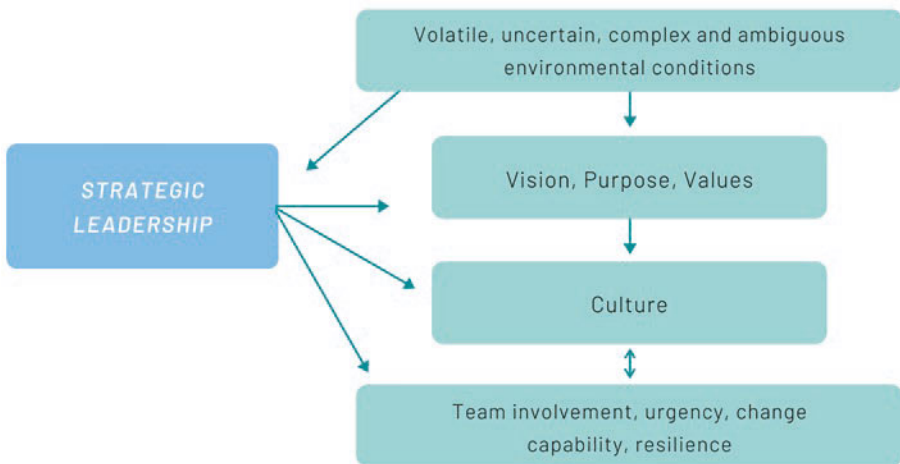 Volatile, uncertain, complex and ambiguous
environmental conditions
STRATEGIC
LEADERSHIP
Vision, Purpose, Values
Culture
Team involvement, urgency, change
capability, resilience